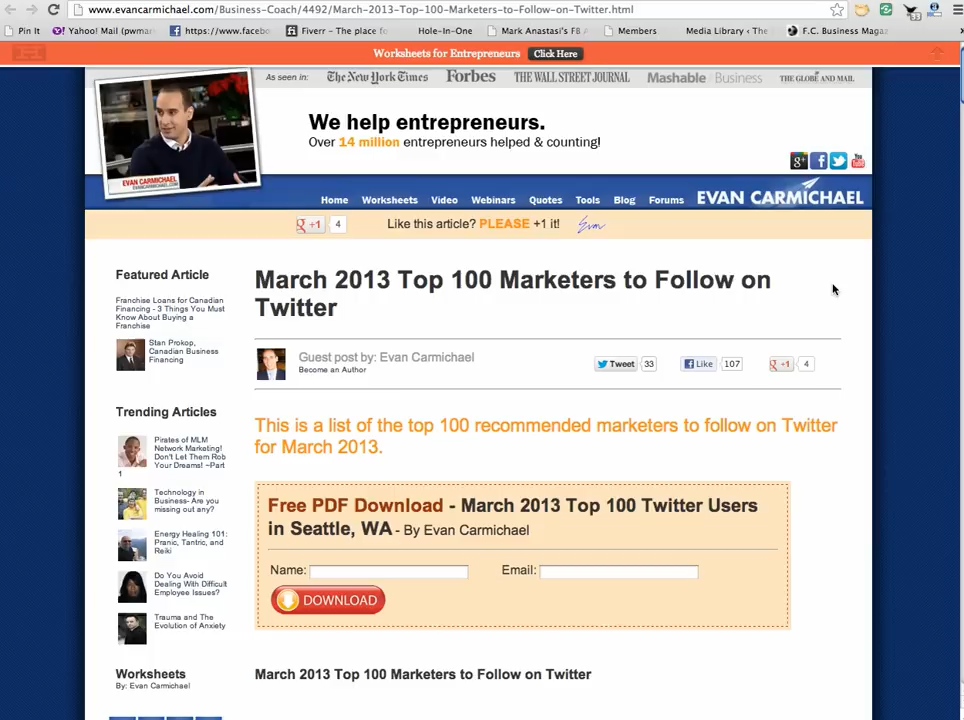 www.evancarmichael.com/Business-Coach/4492/March-2013-Top-100-Marketers-to-Follow-on-Twitter.html
Pin It Yahoo! Mail (pwmar https://www.facebo Fiverr – The place fo Hole-In-One Mark Anastasi's FB A Members Media Library ‹ The F.C. Business Magaz
Worksheets for Entrepreneurs Click Here
As seen in: The New York Times Forbes THE WALL STREET JOURNAL Mashable Business THE GLOBE AND MAIL
We help entrepreneurs.
Over 14 million entrepreneurs helped & counting!
EVAN CARMICHAEL
EVANCARMICHAEL.COM
Home Worksheets Video Webinars Quotes Tools Blog Forums EVAN CARMICHAEL
+1 4 Like this article? PLEASE +1 it! Evan
Featured Article
Franchise Loans for Canadian
Financing - 3 Things You Must
Know About Buying a
Franchise
Stan Prokop,
Canadian Business
Financing
Trending Articles
Pirates of MLM
Network Marketing!
Don't Let Them Rob
Your Dreams! ~Part
1
Technology in
Business- Are you
missing out any?
Energy Healing 101:
Pranic, Tantric, and
Reiki
Do You Avoid
Dealing With Difficult
Employee Issues?
Trauma and The
Evolution of Anxiety
Worksheets
By: Evan Carmichael
March 2013 Top 100 Marketers to Follow on
Twitter
Guest post by: Evan Carmichael
Become an Author
Tweet 33 Like 107 +1 4
This is a list of the top 100 recommended marketers to follow on Twitter
for March 2013.
Free PDF Download - March 2013 Top 100 Twitter Users
in Seattle, WA - By Evan Carmichael
Name: Email:
DOWNLOAD
March 2013 Top 100 Marketers to Follow on Twitter